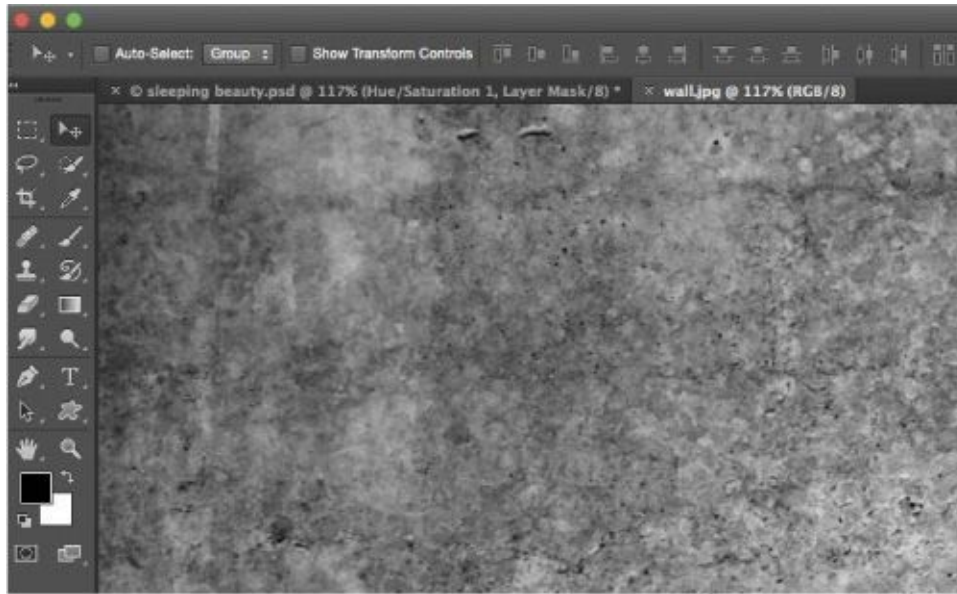 Auto-Select: Group Show Transform Controls
× © sleeping beauty.psd @ 117% (Hue/Saturation 1, Layer Mask/8) * × wall.jpg @ 117% (RGB/8)
T